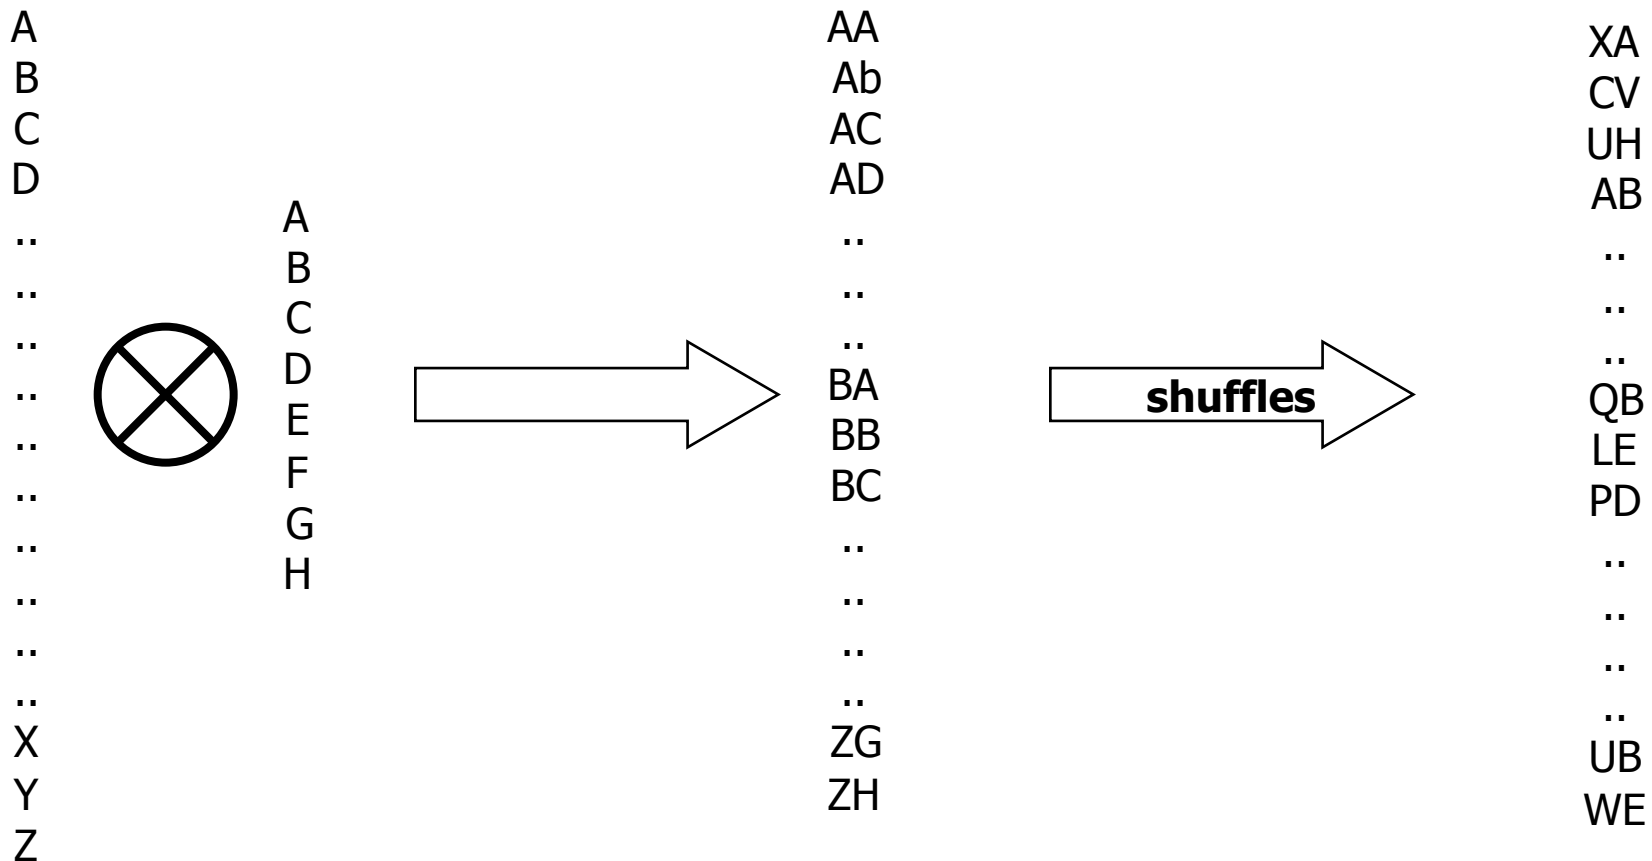 A
B
C
D
..
..
..
..
..
..
..
..
..
..
X
Y
Z
A
B
C
D
E
F
G
H
AA
Ab
AC
AD
..
..
..
BA
BB
BC
..
..
..
..
ZG
ZH
shuffles
XA
CV
UH
AB
..
..
..
QB
LE
PD
..
..
..
..
UB
WE